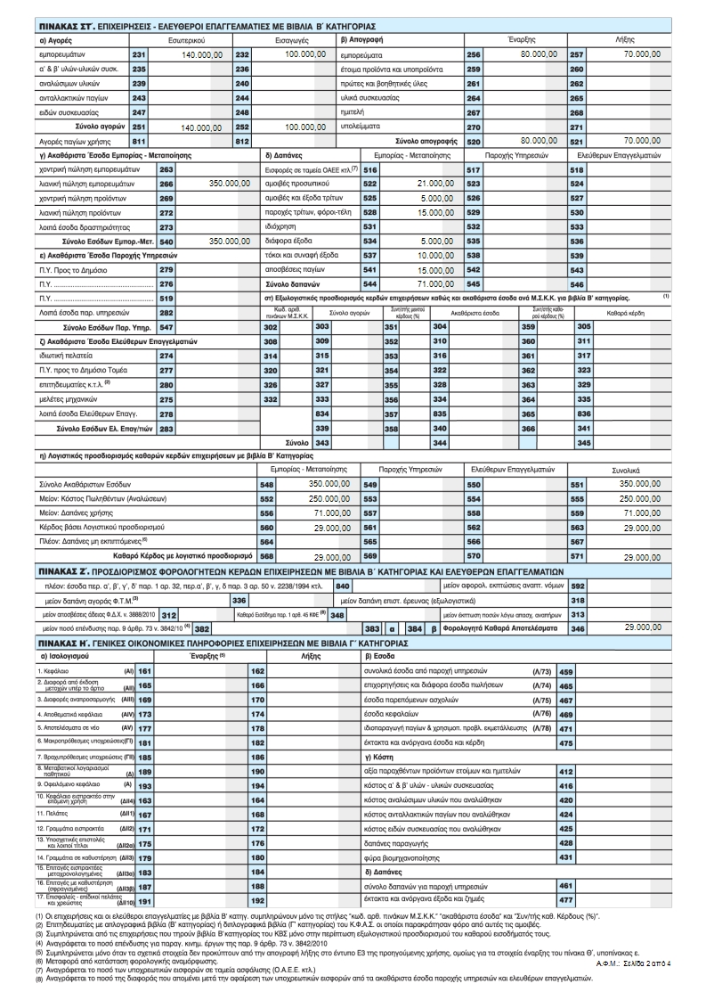 ΠΙΝΑΚΑΣ ΣΤ΄. ΕΠΙΧΕΙΡΗΣΕΙΣ - ΕΛΕΥΘΕΡΟΙ ΕΠΑΓΓΕΛΜΑΤΙΕΣ ΜΕ ΒΙΒΛΙΑ Β΄ ΚΑΤΗΓΟΡΙΑΣ
α) Αγορές Εσωτερικού Εισαγωγές β) Απογραφή Έναρξης Λήξης
εμπορευμάτων 231 140.000,00 232 100.000,00 εμπορεύματα 256 80.000,00 257 70.000,00
α' & β' υλών-υλικών συσκ. 235 236 έτοιμα προϊόντα και υποπροϊόντα 259 260
αναλώσιμων υλικών 239 240 πρώτες και βοηθητικές ύλες 261 262
ανταλλακτικών παγίων 243 244 υλικά συσκευασίας 264 265
ειδών συσκευασίας 247 248 ημιτελή 267 268
Σύνολο αγορών 251 140.000,00 252 100.000,00 υπολείμματα 270 271
Αγορές παγίων χρήσης 811 812 Σύνολο απογραφής 520 80.000,00 521 70.000,00
γ) Ακαθάριστα Έσοδα Εμπορίας - Μεταποίησης δ) Δαπάνες Εμπορίας - Μεταποίησης Παροχής Υπηρεσιών Ελευθέρων Επαγγελματιών
χοντρική πώληση εμπορευμάτων 263 Εισφορές σε ταμεία ΟΑΕΕ κτλ.(7) 516 517 518
λιανική πώληση εμπορευμάτων 266 350.000,00 αμοιβές προσωπικού 522 21.000,00 523 524
χοντρική πώληση προϊόντων 269 αμοιβές και έξοδα τρίτων 525 5.000,00 526 527
λιανική πώληση προϊόντων 272 παροχές τρίτων, φόροι-τέλη 528 15.000,00 529 530
λοιπά έσοδα δραστηριότητας 273 ιδιόχρηση 531 532 533
Σύνολο Εσόδων Εμπορ.-Μετ. 540 350.000,00 διάφορα έξοδα 534 5.000,00 535 536
ε) Ακαθάριστα Έσοδα Παροχής Υπηρεσιών τόκοι και συναφή έξοδα 537 10.000,00 538 539
Π.Υ. Προς το Δημόσιο 279 αποσβέσεις παγίων 541 15.000,00 542 543
Π.Υ. .......................................... 276 Σύνολο δαπανών 544 71.000,00 545 546
Π.Υ. .......................................... 519 στ) Εξωλογιστικός προσδιορισμός κερδών επιχειρήσεων καθώς και ακαθάριστα έσοδα ανά Μ.Σ.Κ.Κ. για βιβλία Β' κατηγορίας. (1)
Λοιπά έσοδα παρ. υπηρεσιών 282 Κωδ. αριθ. πινάκων Μ.Σ.Κ.Κ. Σύνολο αγορών Συντ/της μικτού κέρδους (%) Ακαθάριστα έσοδα Συντ/στής καθαρού κέρδους (%) Καθαρά κέρδη
Σύνολο Εσόδων Παρ. Υπηρ. 547 302 303 351 304 359 305
ζ) Ακαθάριστα Έσοδα Ελεύθερων Επαγγελματιών 308 309 352 310 360 311
ιδιωτική πελατεία 274 314 315 353 316 361 317
Π.Υ. προς το Δημόσιο Τομέα 277 320 321 354 322 362 323
επιτηδευματίες κ.τ.λ. (2) 280 326 327 355 328 363 329
μελέτες μηχανικών 275 332 333 356 334 364 335
λοιπά έσοδα Ελεύθερων Επαγγ. 278 834 357 835 365 836
Σύνολο Εσόδων Ελ. Επαγ/τιών 283 339 358 340 366 341
Σύνολο 343 344 345
η) Λογιστικός προσδιορισμός καθαρών κερδών επιχειρήσεων με βιβλία Β' Κατηγορίας
Εμπορίας - Μεταποίησης Παροχής Υπηρεσιών Ελευθέρων Επαγγελματιών Συνολικά
Σύνολο Ακαθάριστων Εσόδων 548 350.000,00 549 550 551 350.000,00
Μείον: Κόστος Πωληθέντων (Αναλώσεων) 552 250.000,00 553 554 555 250.000,00
Μείον: Δαπάνες χρήσης 556 71.000,00 557 558 559 71.000,00
Κέρδος βάσει Λογιστικού προσδιορισμού 560 29.000,00 561 562 563 29.000,00
Πλέον: Δαπάνες μη εκπιπτόμενες(6) 564 565 566 567
Καθαρό Κέρδος με λογιστικό προσδιορισμό 568 29.000,00 569 570 571 29.000,00
ΠΙΝΑΚΑΣ Ζ΄. ΠΡΟΣΔΙΟΡΙΣΜΟΣ ΦΟΡΟΛΟΓΗΤΕΩΝ ΚΕΡΔΩΝ ΕΠΙΧΕΙΡΗΣΕΩΝ ΜΕ ΒΙΒΛΙΑ Β΄ ΚΑΤΗΓΟΡΙΑΣ ΚΑΙ ΕΛΕΥΘΕΡΩΝ ΕΠΑΓΓΕΛΜΑΤΙΩΝ
πλέον: έσοδα περ. α', β', γ', δ' παρ. 1 αρ. 32, περ.α', β', γ, δ παρ. 3 αρ. 50 ν. 2238/1994 κτλ. 840 μείον αφορολ. εκπτώσεις αναπτ. νόμων 592
μείον δαπάνη αγοράς Φ.Τ.Μ.(3) 336 μείον δαπάνη επιστ. έρευνας (εξωλογιστικά) 318
μείον αποσβέσεις άδειας Φ.Δ.Χ. ν. 3888/2010 312 Καθαρό Εισόδημα παρ. 1 αρθ. 45 ΚΦΕ (8) 348 μείον έκπτωση ποσών λόγω απασχ. αναπήρων 313
μείον ποσό επένδυσης παρ. 9 άρθρ. 73 ν. 3842/10 (4) 382 383 α 384 β Φορολογητά Καθαρά Αποτελέσματα 346 29.000,00
ΠΙΝΑΚΑΣ Η΄. ΓΕΝΙΚΕΣ ΟΙΚΟΝΟΜΙΚΕΣ ΠΛΗΡΟΦΟΡΙΕΣ ΕΠΙΧΕΙΡΗΣΕΩΝ ΜΕ ΒΙΒΛΙΑ Γ΄ ΚΑΤΗΓΟΡΙΑΣ
α) Ισολογισμού Έναρξης (5) Λήξης β) Εσοδα
1. Κεφάλαιο (ΑΙ) 161 162 συνολικά έσοδα από παροχή υπηρεσιών (Λ/73) 459
2. Διαφορά από έκδοση μετοχών υπέρ το άρτιο (ΑΙΙ) 165 166 επιχορηγήσεις και διάφορα έσοδα πωλήσεων (Λ/74) 465
3. Διαφορές αναπροσαρμογής (ΑΙΙΙ) 169 170 έσοδα παρεπόμενων ασχολιών (Λ/75) 467
4. Αποθεματικά κεφάλαια (AIV) 173 174 έσοδα κεφαλαίων (Λ/76) 469
5. Αποτελέσματα σε νέο (AV) 177 178 ιδιοπαραγωγή παγίων & χρησιμοπ. προβλ. εκμετάλλευσης (Λ/78) 471
6. Μακροπρόθεσμες υποχρεώσεις(ΓΙ) 181 182 έκτακτα και ανόργανα έσοδα και κέρδη 475
7. Βραχυπρόθεσμες υποχρεώσεις (ΓΙΙ) 185 186 γ) Κόστη
8. Μεταβατικοί λογαριασμοί παθητικού (Δ) 189 190 αξία παραχθέντων προϊόντων ετοίμων και ημιτελών 412
9. Οφειλόμενο κεφάλαιο (Α) 193 194 κόστος α' & β' υλών - υλικών συσκευασίας 416
10. Κεφάλαιο εισπρακτέο στην επόμενη χρήση (ΔΙΙ4) 163 164 κόστος αναλώσιμων υλικών που αναλώθηκαν 420
11. Πελάτες (ΔΙΙ1) 167 168 κόστος ανταλλακτικών παγίων που αναλώθηκαν 424
12. Γραμμάτια εισπρακτέα (ΔΙΙ2) 171 172 κόστος ειδών συσκευασίας που αναλώθηκαν 425
13. Υποσχετικές επιστολές και λοιποί τίτλοι (ΔΙΙ2α) 175 176 δαπάνες παραγωγής 428
14. Γραμμάτια σε καθυστέρηση (ΔΙΙ3) 179 180 φύρα βιομηχανοποίησης 431
15. Επιταγές εισπρακτέες μεταχρονολογημένες (ΔΙΙ3α) 183 184 δ) Δαπάνες
16. Επιταγές με καθυστέρηση (σφραγισμένες) (ΔΙΙ3β) 187 188 σύνολο δαπανών για παροχή υπηρεσιών 461
17. Επισφαλείς - επίδικοι πελάτες και χρεώστες (ΔΙΙ10) 191 192 έκτακτα και ανόργανα έξοδα και ζημιές 477
(1) Οι επιχειρήσεις και οι ελεύθεροι επαγγελματίες με βιβλία Β' κατηγ. συμπληρώνουν μόνο τις στήλες "κωδ. αρθ. πινάκων Μ.Σ.Κ.Κ." "ακαθάριστα έσοδα" και "Συν/τής καθ. Κέρδους (%)".
(2) Επιτηδευματίες με απλογραφικά βιβλία (Β' κατηγορίας) ή διπλογραφικά βιβλία (Γ' κατηγορίας) του Κ.Φ.Α.Σ. οι οποίοι παρακράτησαν φόρο από αυτές τις αμοιβές.
(3) Συμπληρώνεται από τις επιχειρήσεις που τηρούν βιβλία Β'κατηγορίας του ΚΒΣ μόνο στην περίπτωση εξωλογιστικού προσδιορισμού του καθαρού εισοδήματός τους.
(4) Αναγράφεται το ποσό επένδυσης για παραγ. κινημ. έργων της παρ. 9 άρθρ. 73 ν. 3842/2010
(5) Συμπληρώνεται μόνο όταν τα σχετικά στοιχεία δεν προκύπτουν από την απογραφή λήξης στο έντυπο Ε3 της προηγούμενης χρήσης, ομοίως για τα στοιχεία έναρξης του πίνακα Θ΄, υποπίνακας ε.
(6) Μεταφορά από κατάσταση φορολογικής αναμόρφωσης.
Α.Φ.Μ.: Σελίδα 2 από 4
(7) Αναγράφεται το ποσό των υποχρεωτικών εισφορών σε ταμεία ασφάλισης (Ο.Α.Ε.Ε. κτλ.)
(8) Αναγράφεται το ποσό της διαφοράς που απομένει μετά την αφαίρεση των υποχρεωτικών εισφορών από τα ακαθάριστα έσοδα παροχής υπηρεσιών και ελευθέρων επαγγελματιών.